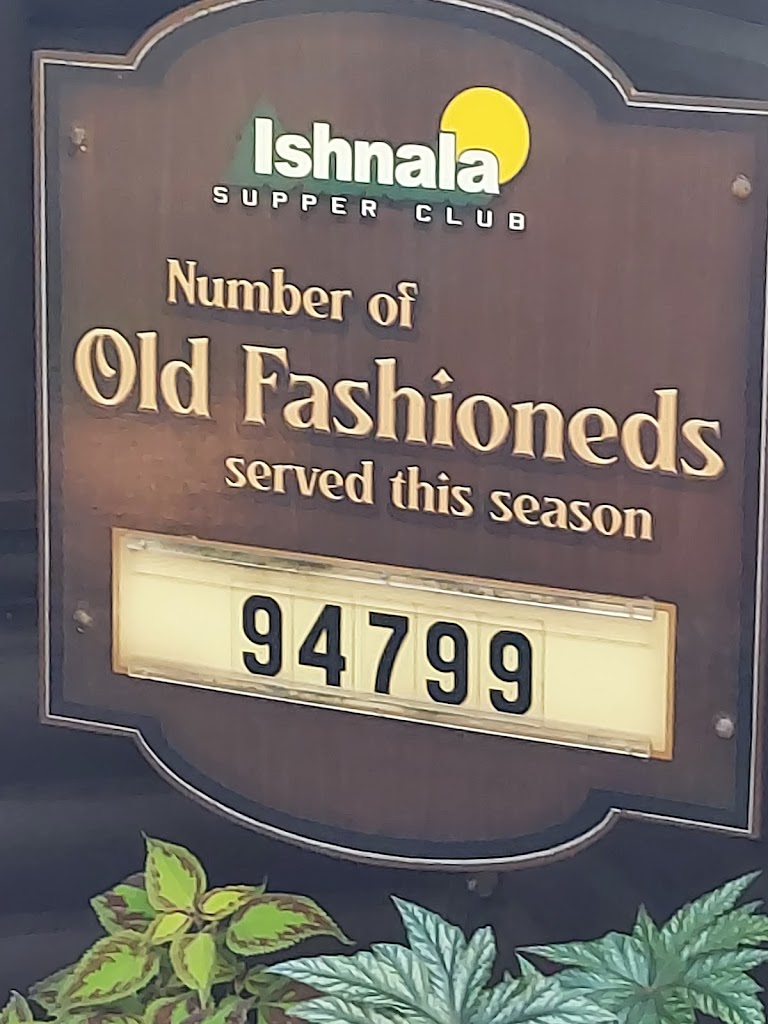 Ishnala
SUPPER CLUB
Number of
Old Fashioneds
served this season
94799